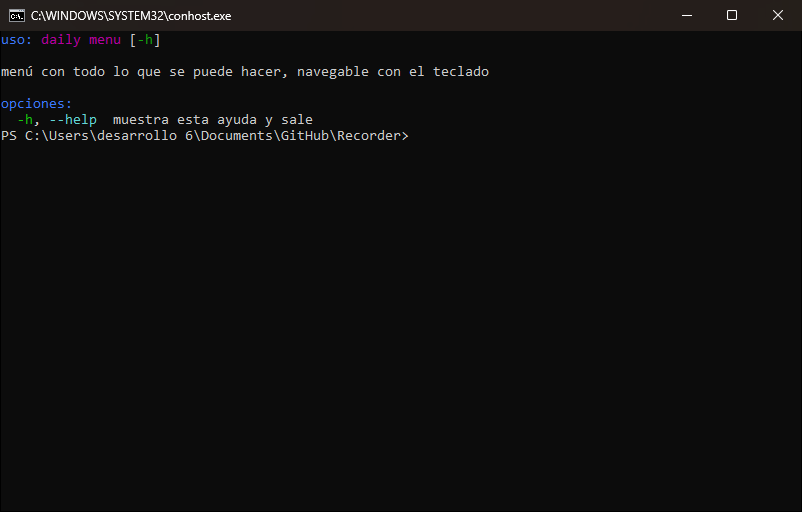 C:\WINDOWS\SYSTEM32\conhost.exe
uso: daily menu [-h]
menú con todo lo que se puede hacer, navegable con el teclado
opciones:
  -h, --help  muestra esta ayuda y sale
PS C:\Users\desarrollo 6\Documents\GitHub\Recorder>